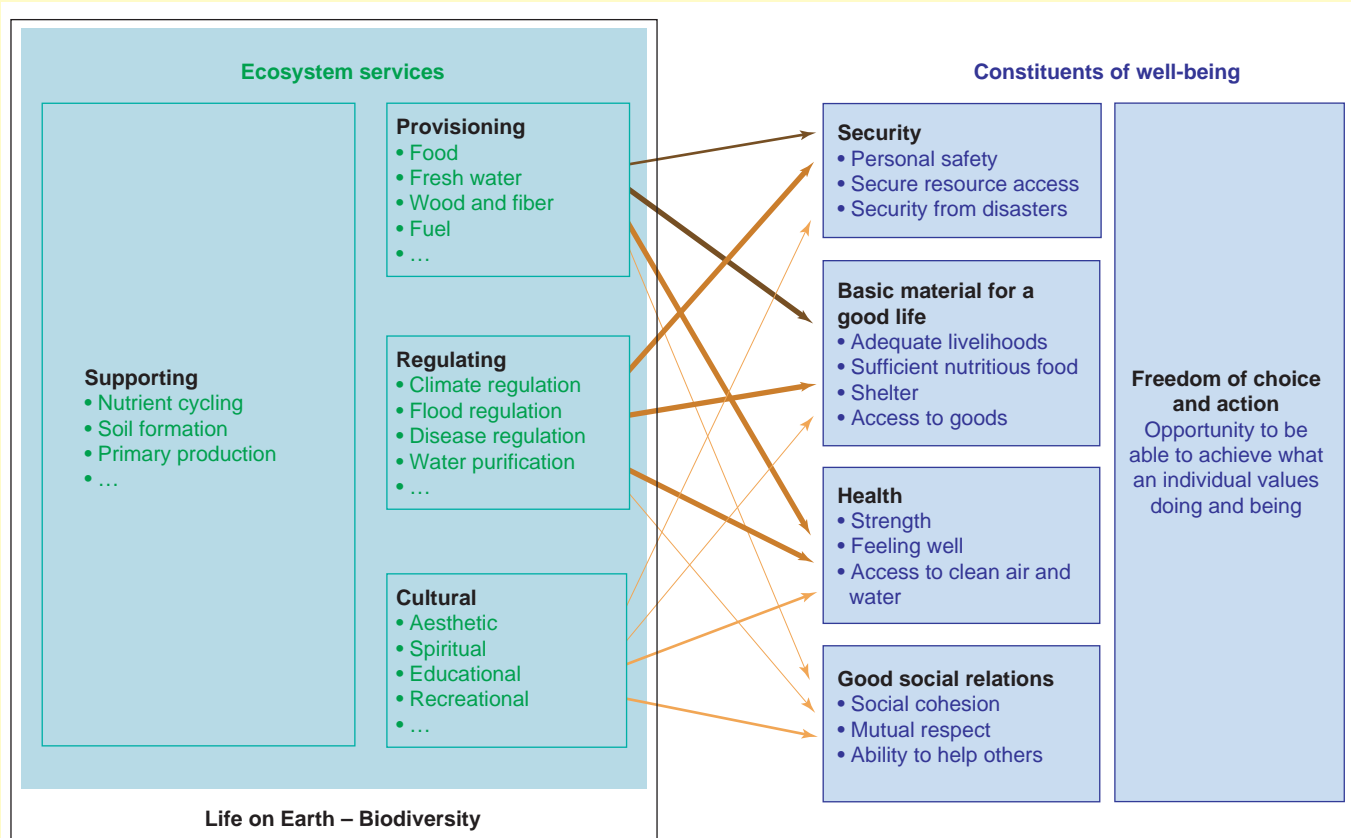 Ecosystem services
Supporting
• Nutrient cycling
• Soil formation
• Primary production
• …
Provisioning
• Food
• Fresh water
• Wood and fiber
• Fuel
• …
Regulating
• Climate regulation
• Flood regulation
• Disease regulation
• Water purification
• …
Cultural
• Aesthetic
• Spiritual
• Educational
• Recreational
• …
Life on Earth – Biodiversity
Constituents of well-being
Security
• Personal safety
• Secure resource access
• Security from disasters
Basic material for a
good life
• Adequate livelihoods
• Sufficient nutritious food
• Shelter
• Access to goods
Health
• Strength
• Feeling well
• Access to clean air and
water
Good social relations
• Social cohesion
• Mutual respect
• Ability to help others
Freedom of choice
and action
Opportunity to be
able to achieve what
an individual values
doing and being